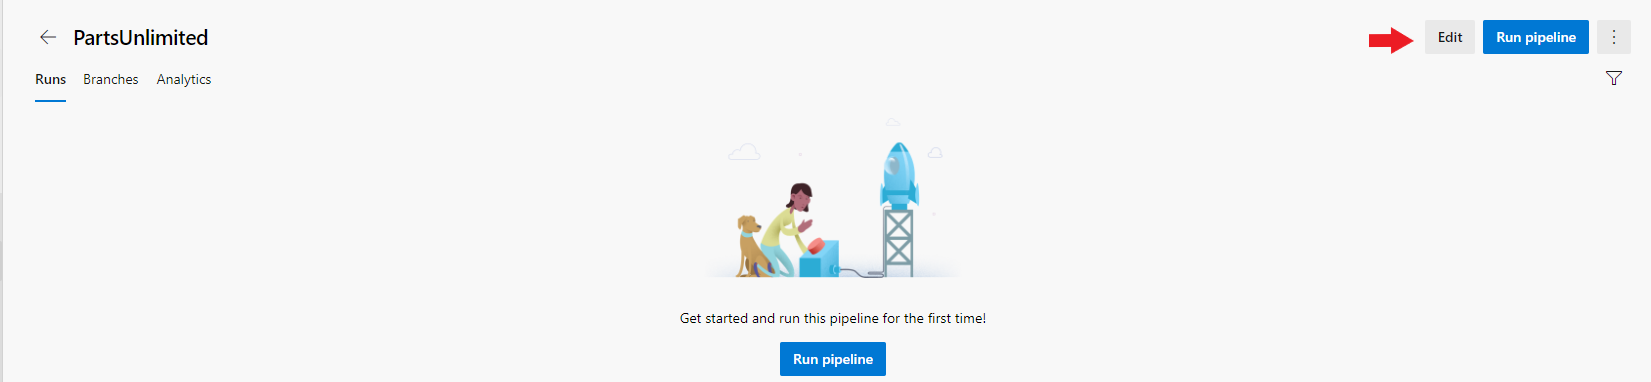 PartsUnlimited
Edit
Run pipeline
Runs
Branches
Analytics
Get started and run this pipeline for the first time!
Run pipeline